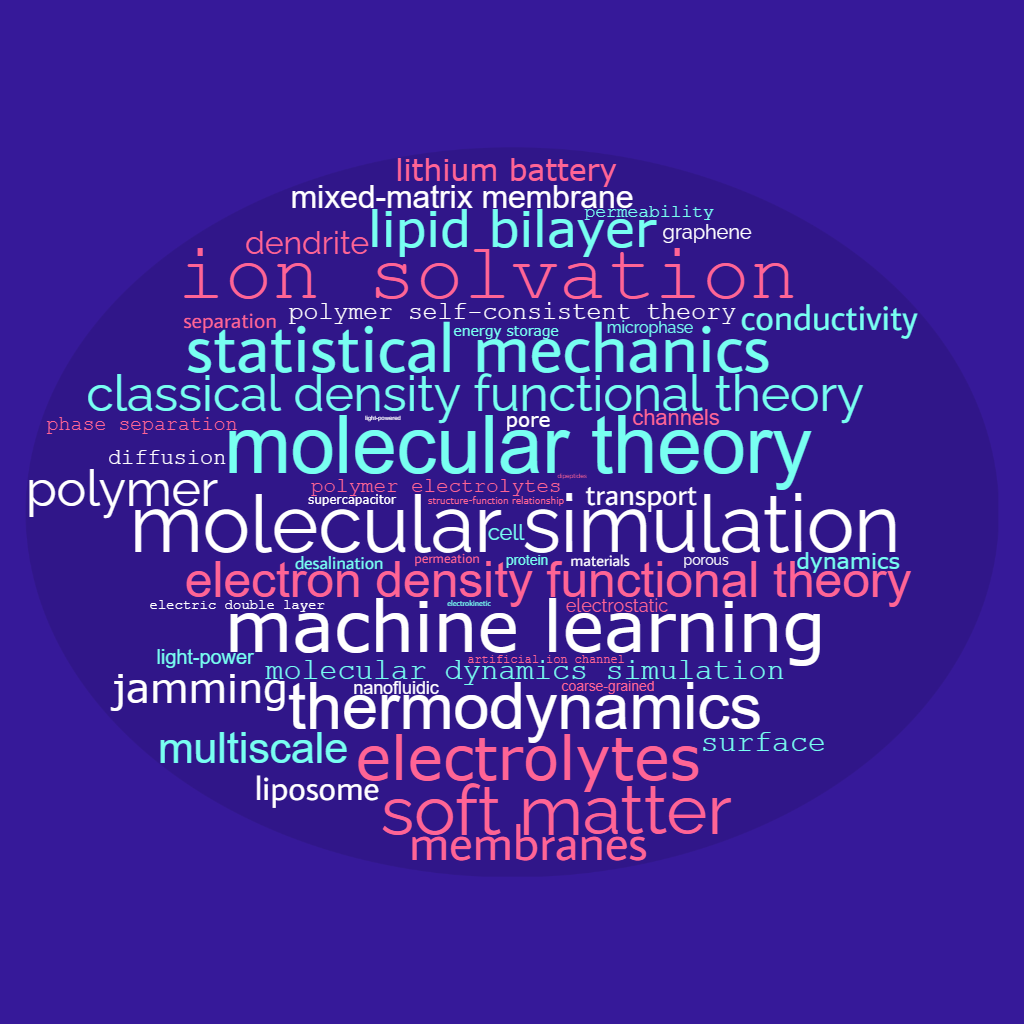 lithium battery
mixed-matrix membrane
permeability
lipid bilayer
graphene
dendrite
ion solvation
polymer self-consistent theory
conductivity
separation
energy storage
microphase
statistical mechanics
classical density functional theory
light-powered
pore
channels
phase separation
molecular theory
diffusion
dipeptides
polymer electrolytes
polymer
supercapacitor
structure-function relationship
transport
molecular simulation
cell
desalination
permeation
protein
materials
porous
dynamics
electron density functional theory
electric double layer
electrokinetic
electrostatic
machine learning
light-power
artificial ion channel
molecular dynamics simulation
jamming
nanofluidic
coarse-grained
thermodynamics
multiscale
electrolytes
surface
liposome
soft matter
membranes